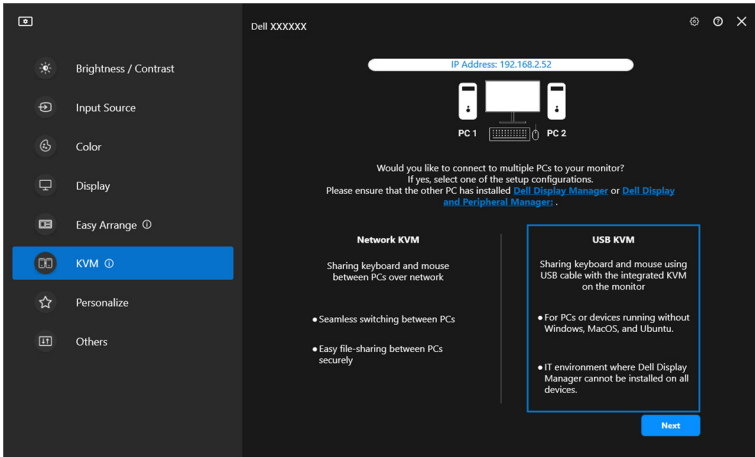 Dell XXXXXX
Brightness / Contrast
Input Source
Color
Display
Easy Arrange
KVM
Personalize
Others
IP Address: 192.168.2.52
PC 1
PC 2
Would you like to connect to multiple PCs to your monitor?
If yes, select one of the setup configurations.
Please ensure that the other PC has installed Dell Display Manager or Dell Display
and Peripheral Manager: .
Network KVM
Sharing keyboard and mouse
between PCs over network
● Seamless switching between PCs
● Easy file-sharing between PCs
securely
USB KVM
Sharing keyboard and mouse using
USB cable with the integrated KVM
on the monitor
● For PCs or devices running without
Windows, MacOS, and Ubuntu.
● IT environment where Dell Display
Manager cannot be installed on all
devices.
Next